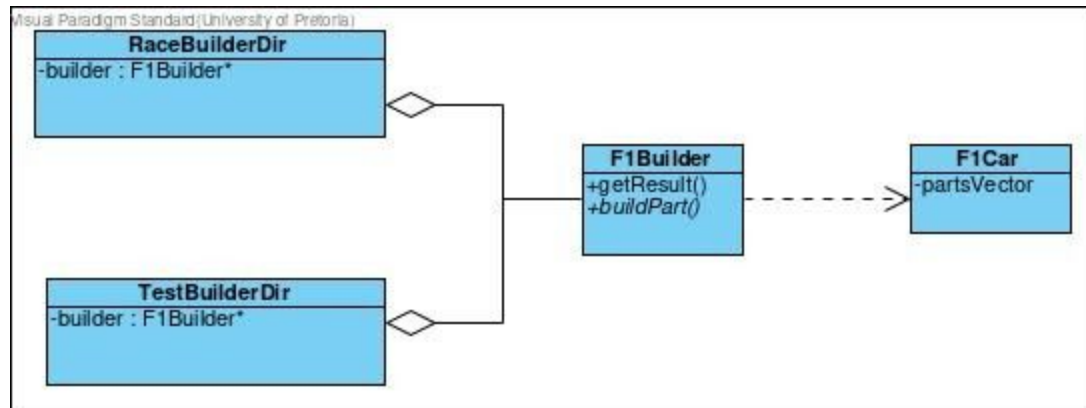 Visual Paradigm Standard(University of Pretoria)
RaceBuilderDir
-builder : F1Builder*
F1Builder
+getResult()
+buildPart()
F1Car
-partsVector
TestBuilderDir
-builder : F1Builder*